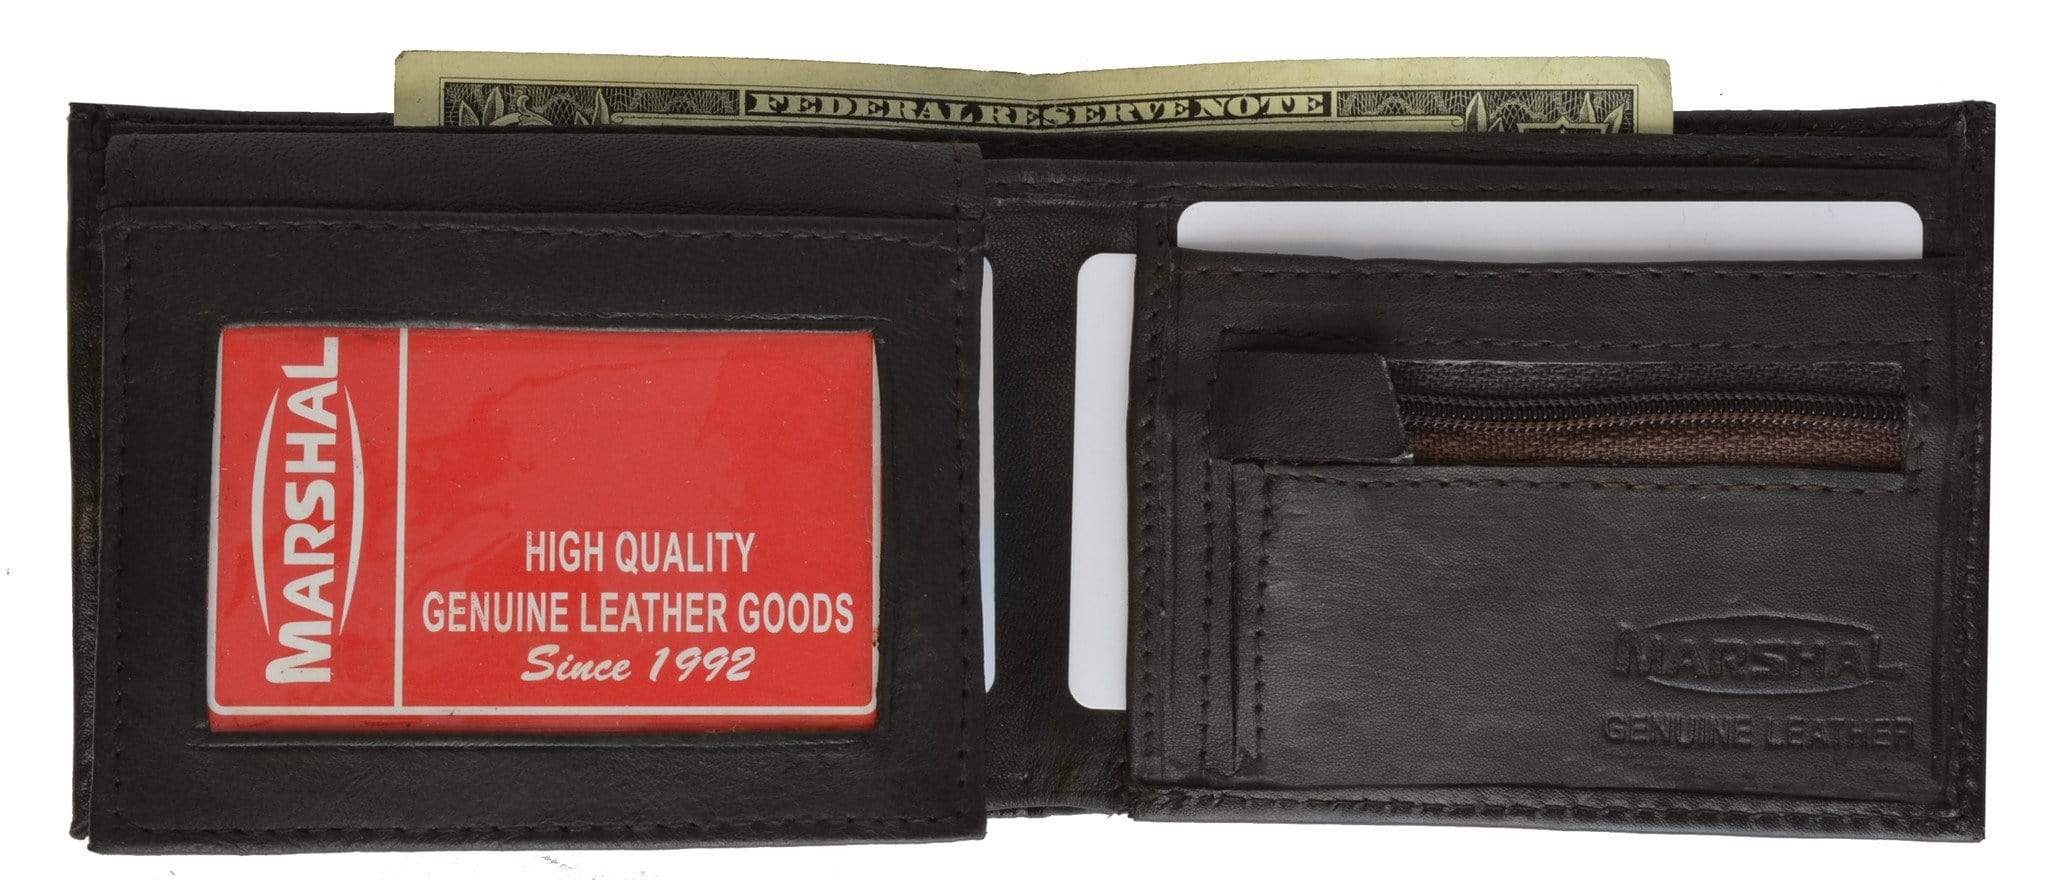 FEDERAL RESERVE NOTE
MARSHAL
HIGH QUALITY
GENUINE LEATHER GOODS
Since 1992
MARSHAL
GENUINE LEATHER